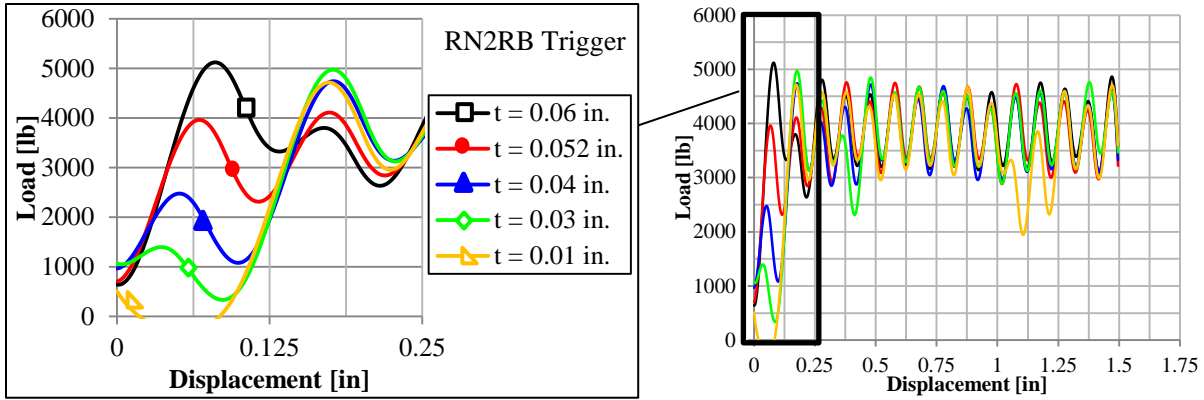 6000
5000
4000
3000
2000
1000
0
Load [lb]
0
0.125
0.25
Displacement [in]
RN2RB Trigger
t = 0.06 in.
t = 0.052 in.
t = 0.04 in.
t = 0.03 in.
t = 0.01 in.
6000
5000
4000
3000
2000
1000
0
Load [lb]
0 0.25 0.5 0.75 1 1.25 1.5 1.75
Displacement [in]